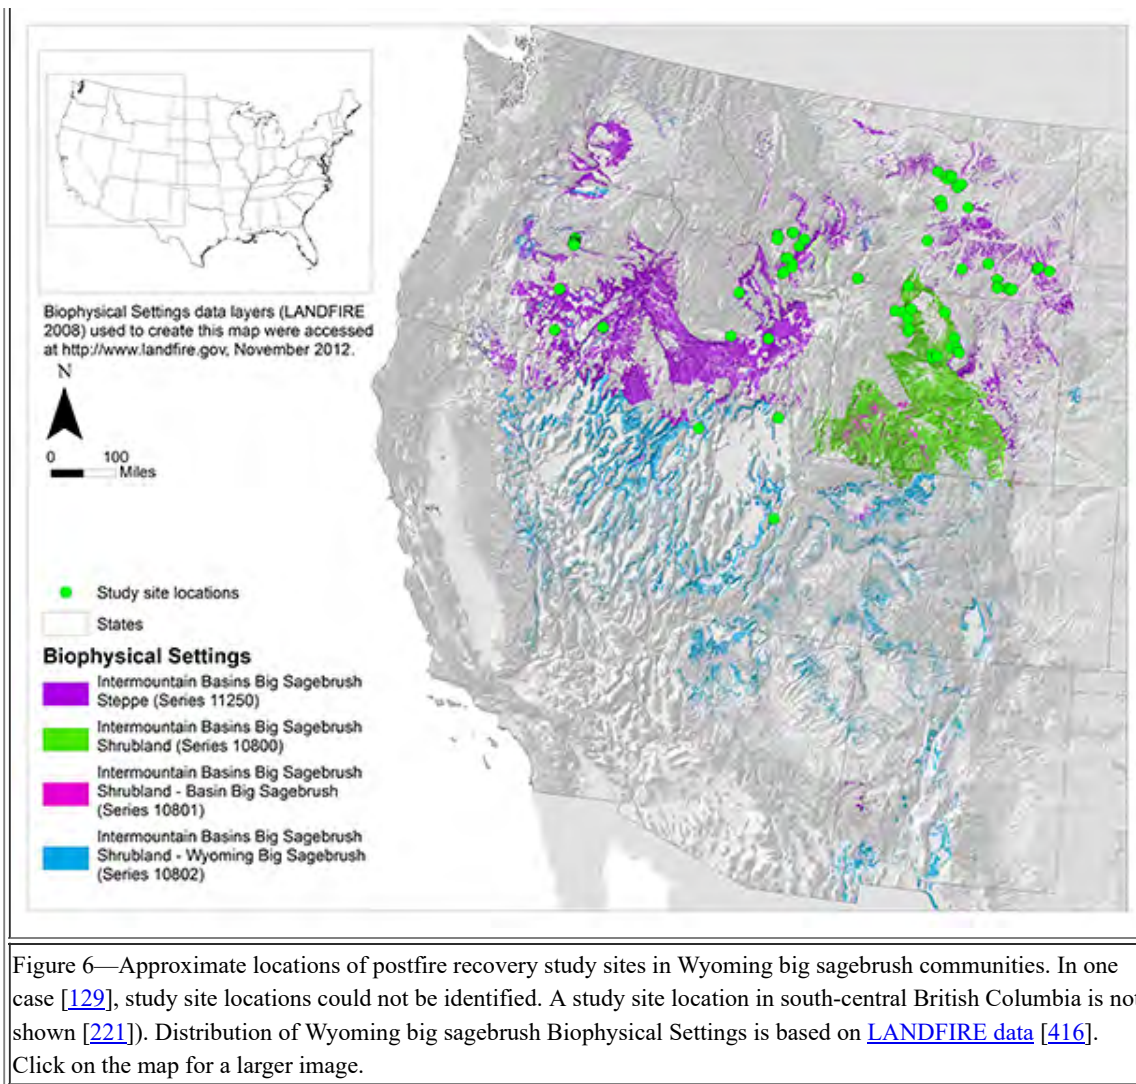 Biophysical Settings data layers (LANDFIRE
2008) used to create this map were accessed
at http://www.landfire.gov, November 2012.
N
0 100
Miles
Study site locations
States
Biophysical Settings
Intermountain Basins Big Sagebrush
Steppe (Series 11250)
Intermountain Basins Big Sagebrush
Shrubland (Series 10800)
Intermountain Basins Big Sagebrush
Shrubland - Basin Big Sagebrush
(Series 10801)
Intermountain Basins Big Sagebrush
Shrubland - Wyoming Big Sagebrush
(Series 10802)
Figure 6—Approximate locations of postfire recovery study sites in Wyoming big sagebrush communities. In one
case [129], study site locations could not be identified. A study site location in south-central British Columbia is not
shown [221]). Distribution of Wyoming big sagebrush Biophysical Settings is based on LANDFIRE data [416].
Click on the map for a larger image.